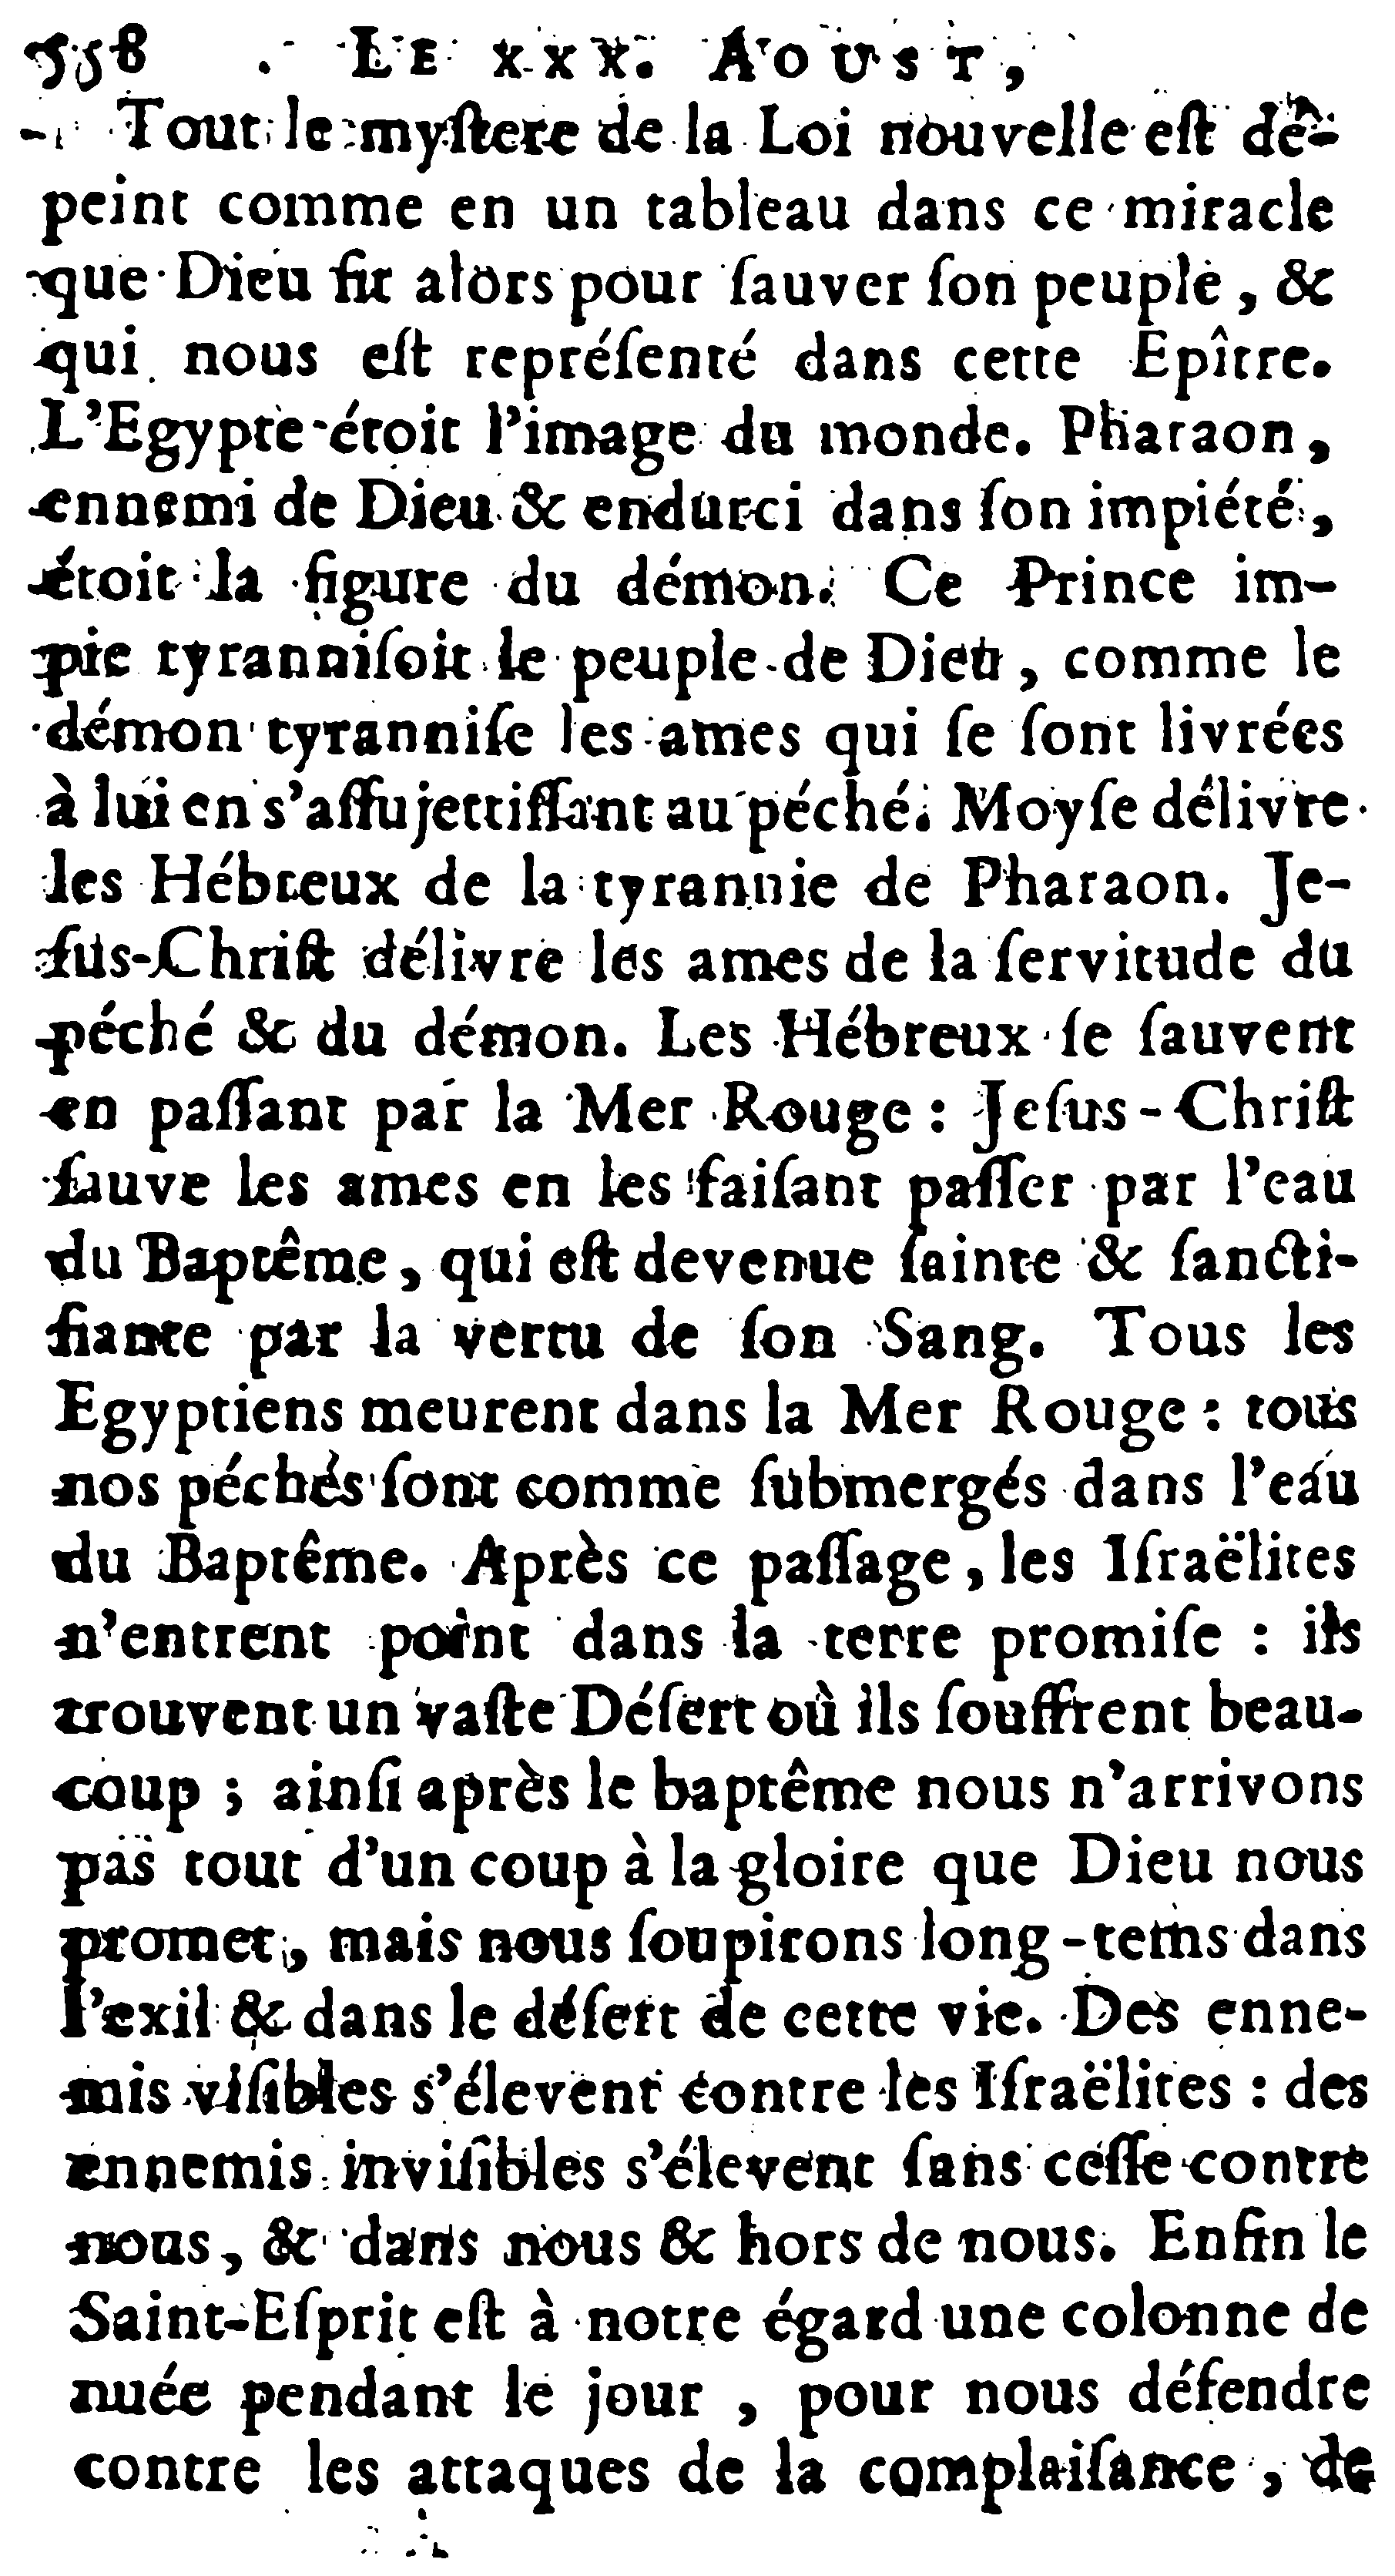 558 LE XXX. AOUST,
Tout le myſtere de la Loi nouvelle eſt dé-
peint comme en un tableau dans ce miracle
que Dieu fit alors pour ſauver ſon peuple, &
qui nous eſt repréſenté dans cette Epître.
L'Egypte étoit l'image du monde. Pharaon,
ennemi de Dieu & endurci dans ſon impiété,
étoit la figure du démon. Ce Prince im-
pie tyranniſoit le peuple de Dieu, comme le
démon tyranniſe les ames qui ſe ſont livrées
à lui en s'aſſujettiſſant au péché. Moyſe délivre
les Hébreux de la tyrannie de Pharaon. Je-
ſus-Chriſt délivre les ames de la ſervitude du
péché & du démon. Les Hébreux ſe ſauvent
en paſſant par la Mer Rouge : Jeſus-Chriſt
ſauve les ames en les faiſant paſſer par l'eau
du Baptême, qui eſt devenue ſainte & ſancti-
fiante par la vertu de ſon Sang. Tous les
Egyptiens meurent dans la Mer Rouge : tous
nos péchés ſont comme ſubmergés dans l'eau
du Baptême. Après ce paſſage, les Iſraëlites
n'entrent point dans la terre promiſe : ils
trouvent un vaſte Déſert où ils ſouffrent beau-
coup ; ainſi après le baptême nous n'arrivons
pas tout d'un coup à la gloire que Dieu nous
promet, mais nous ſoupirons long-tems dans
l'exil & dans le déſert de cette vie. Des enne-
mis viſibles s'élevent contre les Iſraëlites : des
ennemis inviſibles s'élevent ſans ceſſe contre
nous, & dans nous & hors de nous. Enfin le
Saint-Eſprit eſt à notre égard une colonne de
nuée pendant le jour, pour nous défendre
contre les attaques de la complaiſance, de